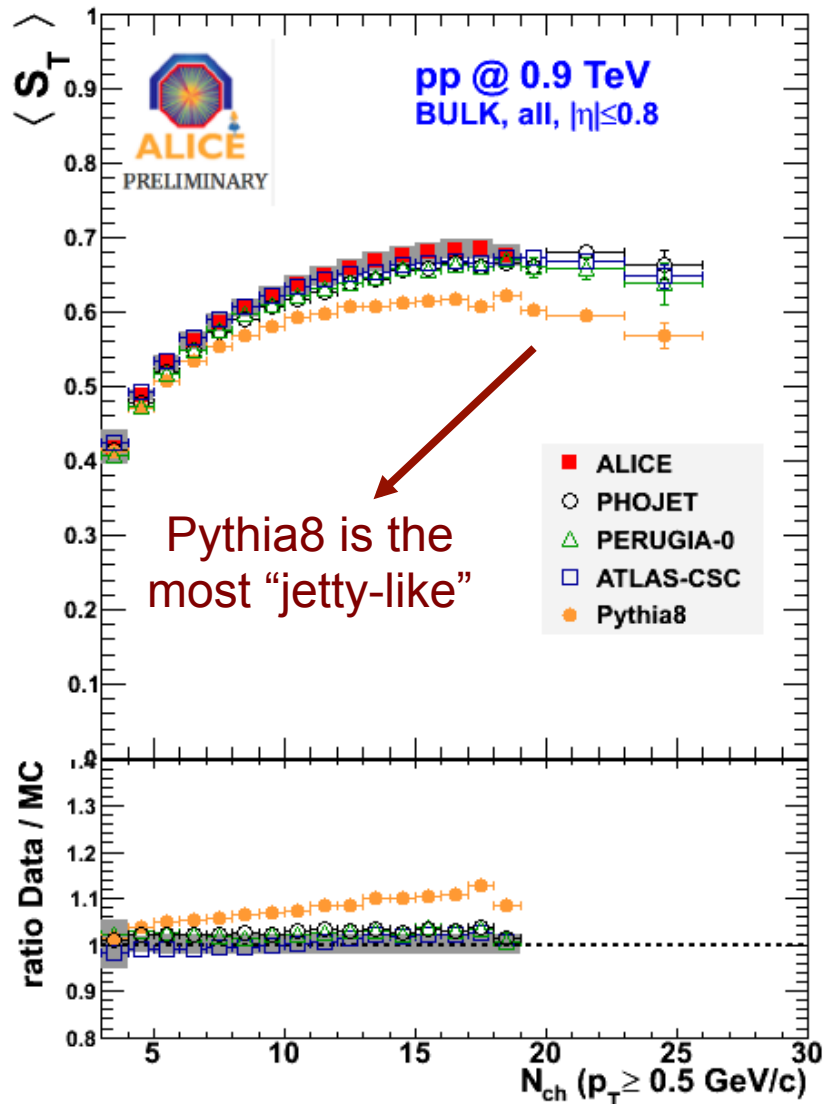 ⟨ S_T ⟩
1
0.9
0.8
0.7
0.6
0.5
0.4
0.3
0.2
0.1
0
ALICE
PRELIMINARY
pp @ 0.9 TeV
BULK, all, |η|≤0.8
Pythia8 is the
most “jetty-like”
ALICE
PHOJET
PERUGIA-0
ATLAS-CSC
Pythia8
ratio Data / MC
1.4
1.3
1.2
1.1
1
0.9
0.8
5 10 15 20 25 30
N_ch (p_T ≥ 0.5 GeV/c)